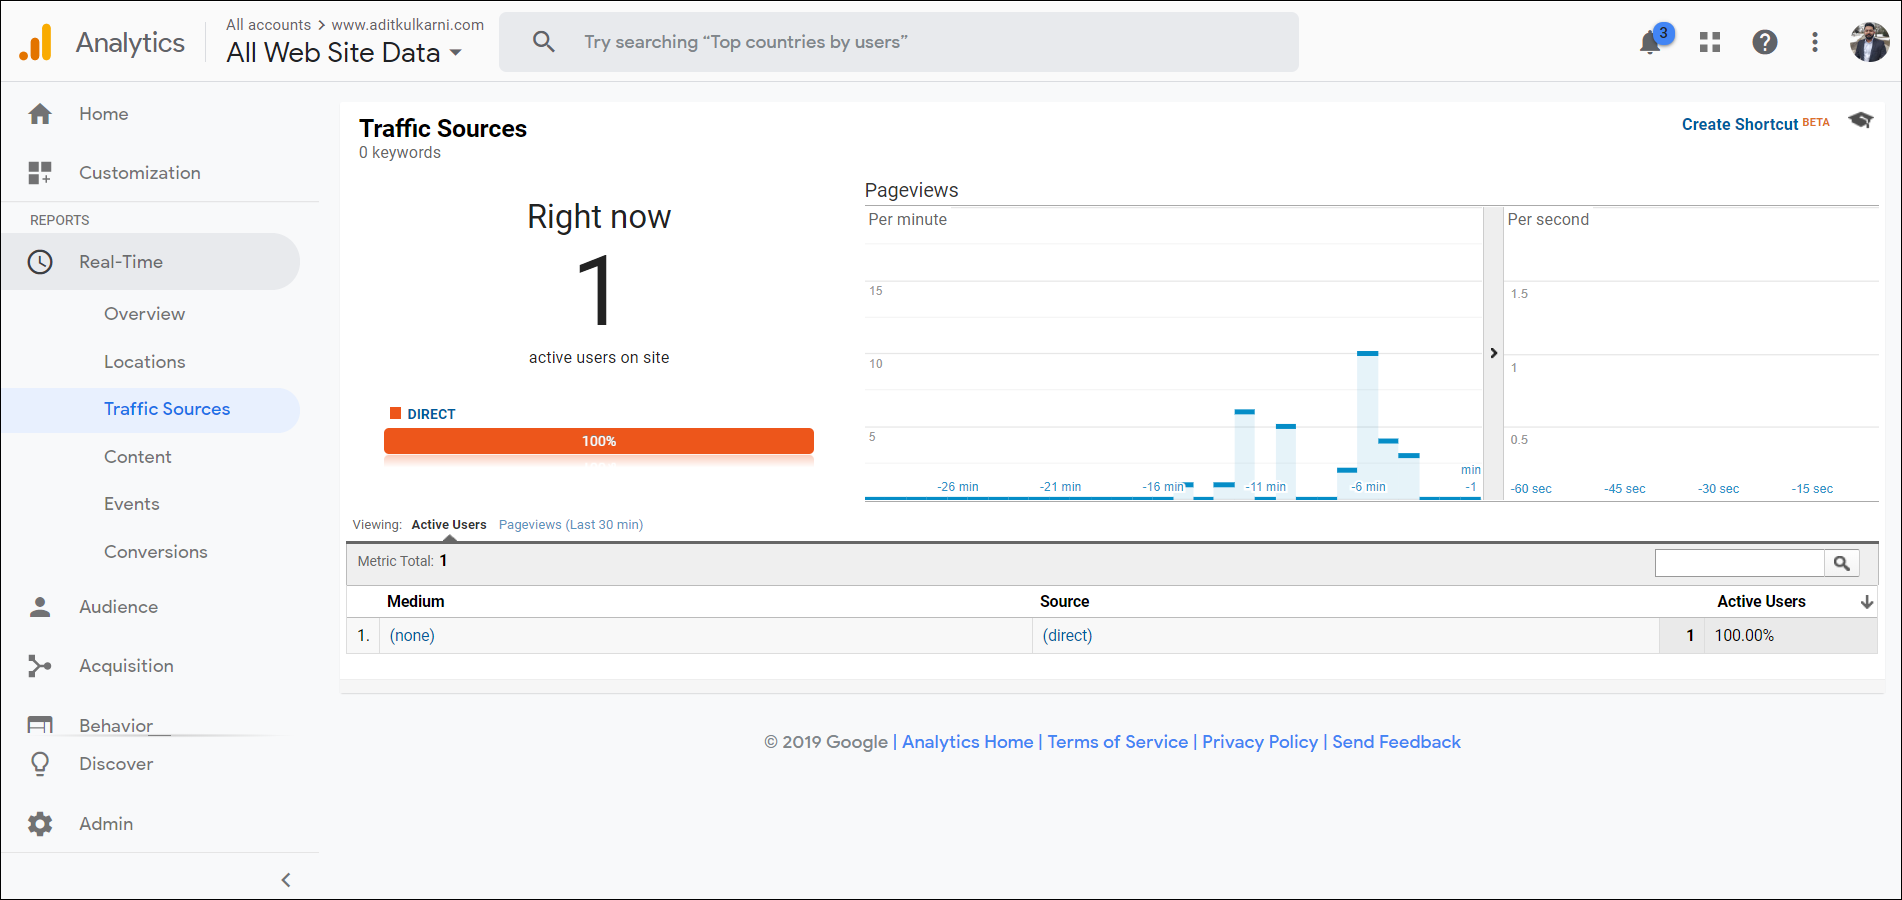 Analytics
All accounts > www.aditkulkarni.com
All Web Site Data
Try searching “Top countries by users”
3
Home
Customization
REPORTS
Real-Time
Overview
Locations
Traffic Sources
Content
Events
Conversions
Audience
Acquisition
Behavior
Discover
Admin
Traffic Sources
0 keywords
Create Shortcut BETA
Right now
1
active users on site
DIRECT
100%
Pageviews
Per minute
15
10
5
-26 min
-21 min
-16 min
-11 min
-6 min
min
-1
Per second
1.5
1
0.5
-60 sec
-45 sec
-30 sec
-15 sec
Viewing: Active Users Pageviews (Last 30 min)
Metric Total: 1
Medium Source Active Users
1. (none) (direct) 1 100.00%
© 2019 Google | Analytics Home | Terms of Service | Privacy Policy | Send Feedback